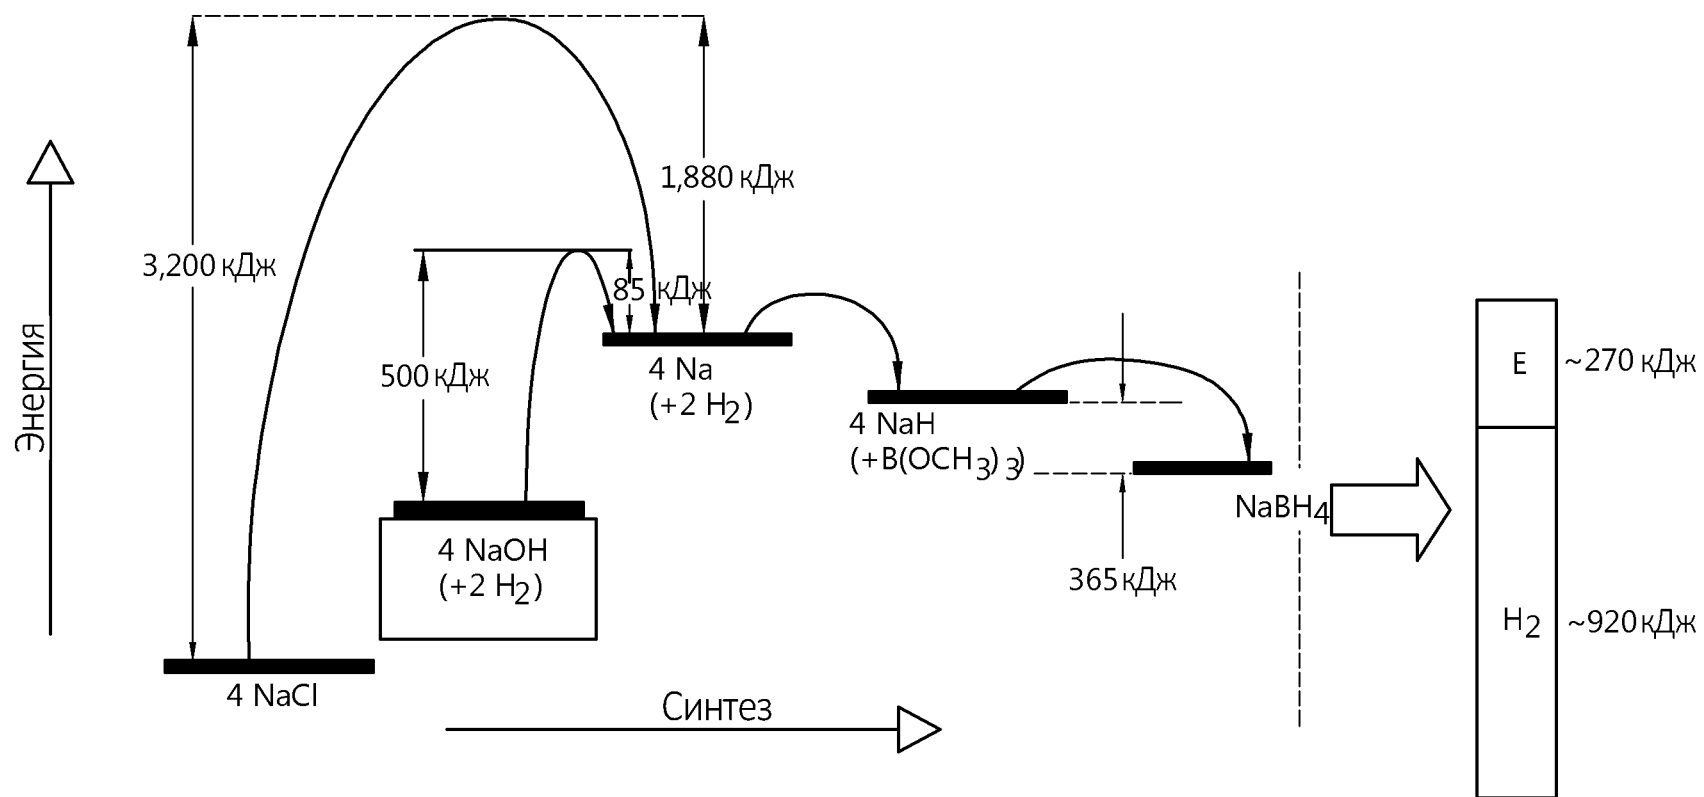 3,200 кДж
1,880 кДж
85 кДж
500 кДж
Энергия
4 Na
(+2 H2)
4 NaH
(+B(OCH3)3)
NaBH4
365 кДж
4 NaOH
(+2 H2)
4 NaCl
Синтез
E
~270 кДж
H2
~920 кДж